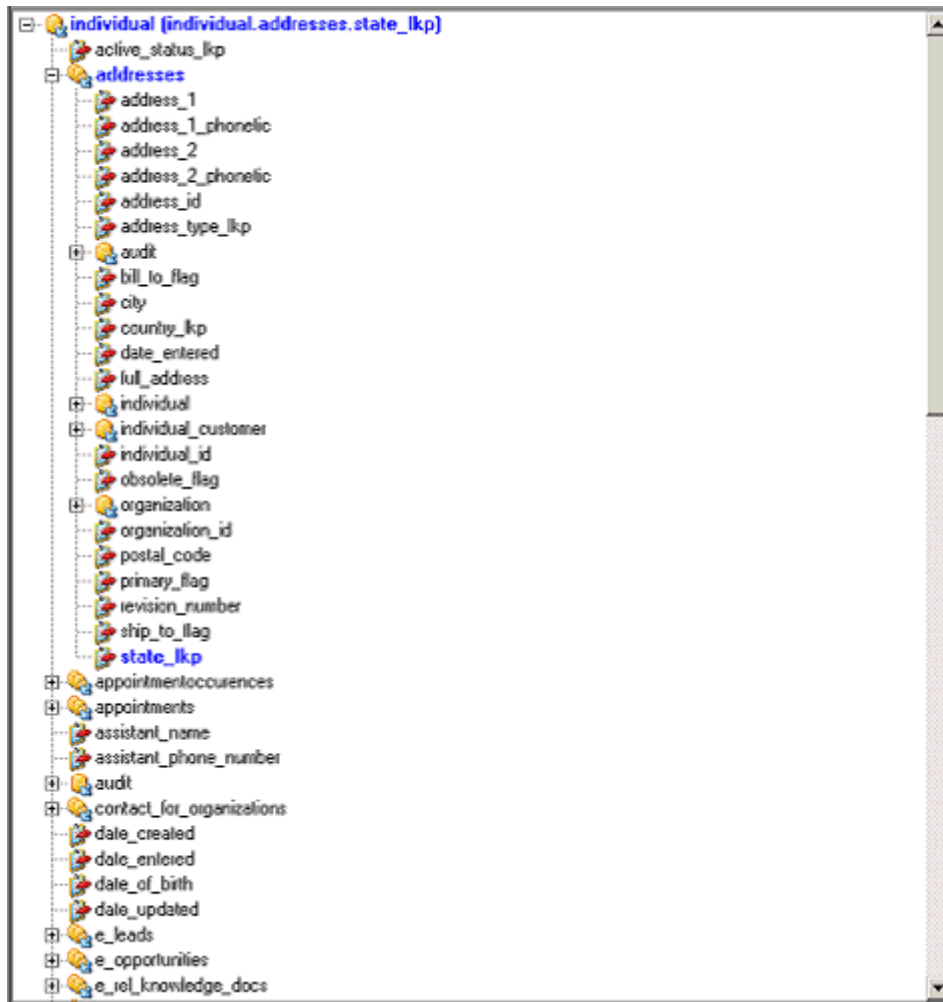 individual (individual.addresses.state_lkp)
active_status_lkp
addresses
address_1
address_1_phonetic
address_2
address_2_phonetic
address_id
address_type_lkp
audit
bill_to_flag
city
country_lkp
date_entered
full_address
individual
individual_customer
individual_id
obsolete_flag
organization
organization_id
postal_code
primary_flag
revision_number
ship_to_flag
state_lkp
appointmentoccurences
appointments
assistant_name
assistant_phone_number
audit
contact_for_organizations
date_created
date_entered
date_of_birth
date_updated
e_leads
e_opportunities
e_rel_knowledge_docs